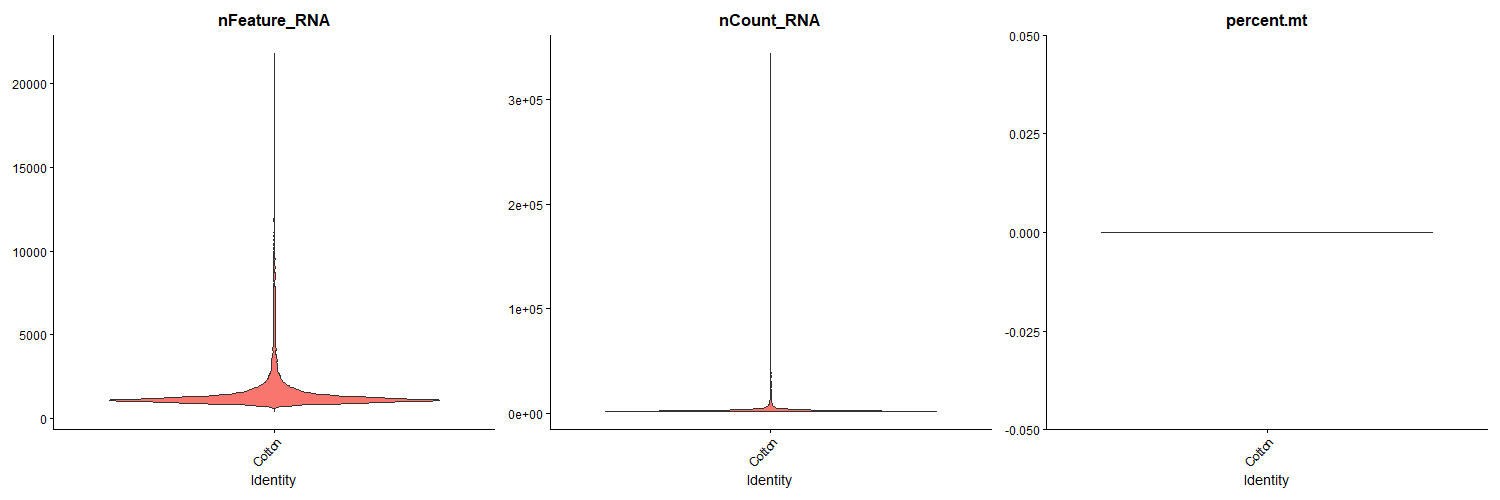 nFeature_RNA
20000
15000
10000
5000
0
Cotton
Identity
nCount_RNA
3e+05
2e+05
1e+05
0e+00
Cotton
Identity
percent.mt
0.050
0.025
0.000
-0.025
-0.050
Cotton
Identity